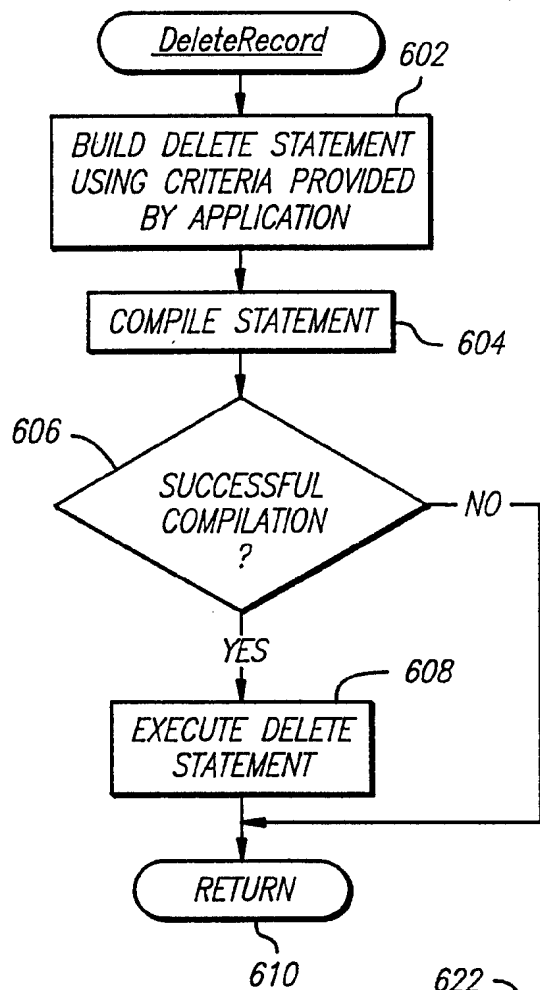 DeleteRecord
602
BUILD DELETE STATEMENT
USING CRITERIA PROVIDED
BY APPLICATION
COMPILE STATEMENT
604
606
SUCCESSFUL
COMPILATION
?
NO
YES
608
EXECUTE DELETE
STATEMENT
RETURN
610
622